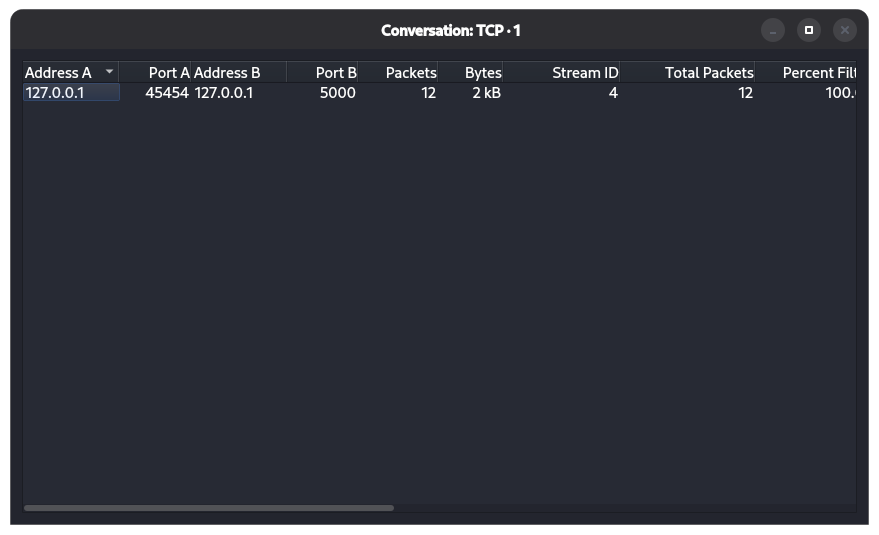 Conversation: TCP · 1
Address A Port A Address B Port B Packets Bytes Stream ID Total Packets Percent
127.0.0.1 45454 127.0.0.1 5000 12 2 kB 4 12